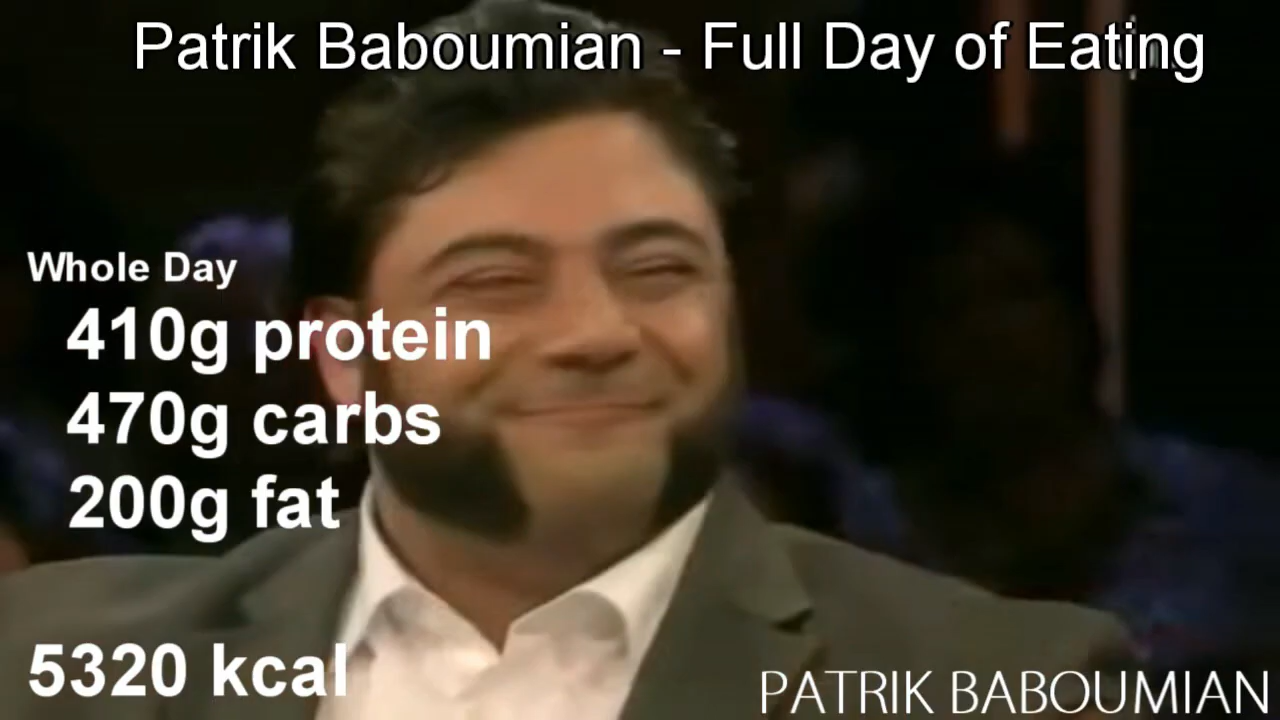 Patrik Baboumian - Full Day of Eating
Whole Day
410g protein
470g carbs
200g fat
5320 kcal
PATRIK BABOUMIAN